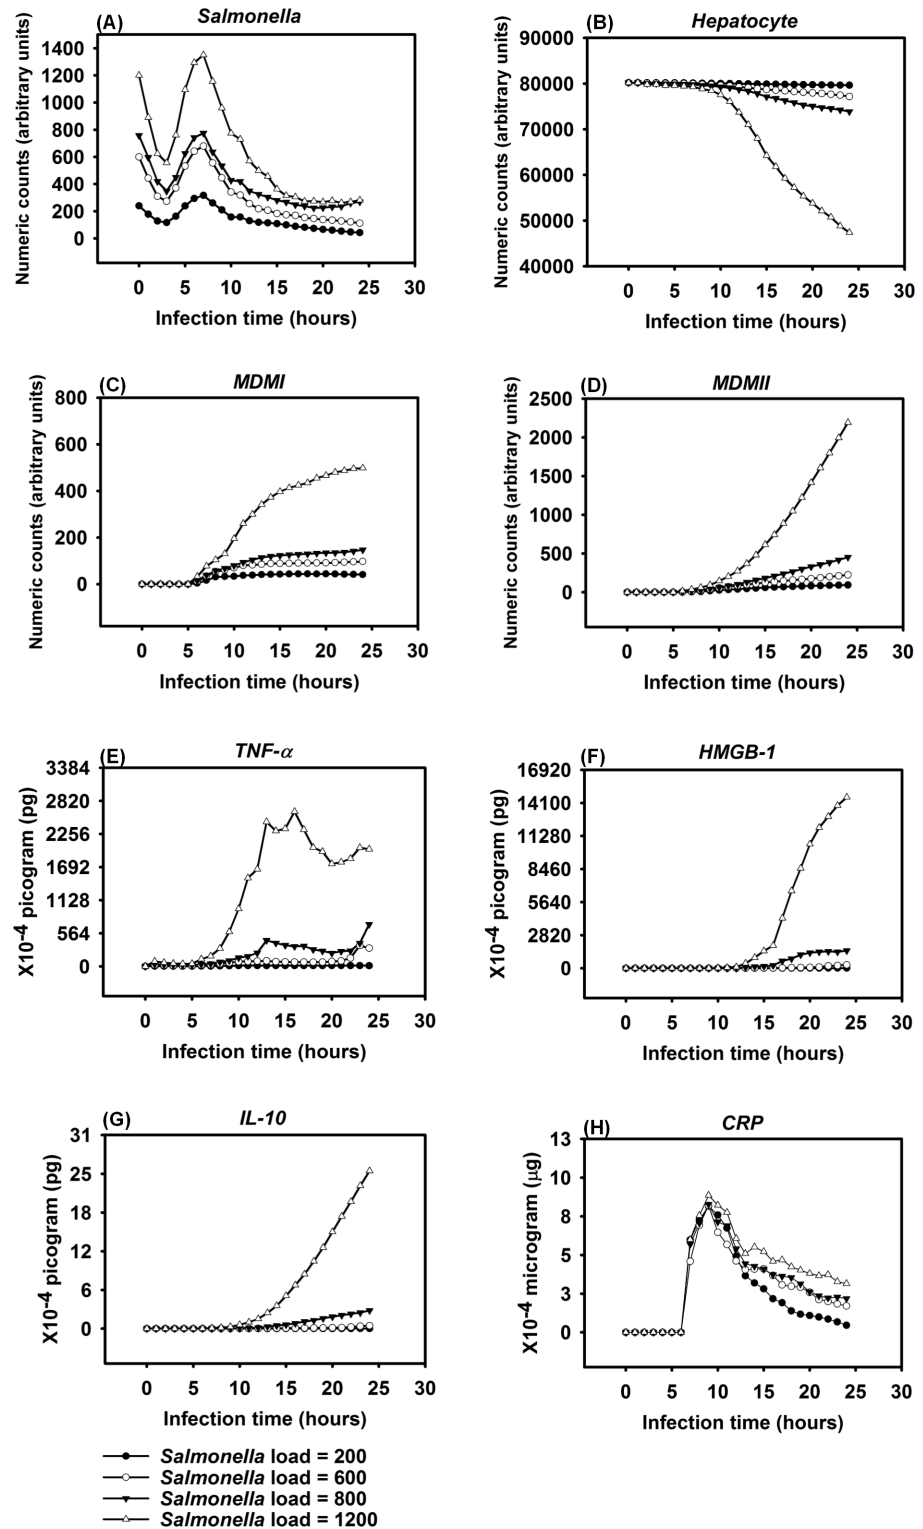 (A) Salmonella
Numeric counts (arbitrary units)
1400
1200
1000
800
600
400
200
0
0 5 10 15 20 25 30
Infection time (hours)
(B) Hepatocyte
Numeric counts (arbitrary units)
90000
80000
70000
60000
50000
40000
0 5 10 15 20 25 30
Infection time (hours)
(C) MDMI
Numeric counts (arbitrary units)
800
600
400
200
0
0 5 10 15 20 25 30
Infection time (hours)
(D) MDMII
Numeric counts (arbitrary units)
2500
2000
1500
1000
500
0
0 5 10 15 20 25 30
Infection time (hours)
(E) TNF-α
X10-4 picogram (pg)
3384
2820
2256
1692
1128
564
0
0 5 10 15 20 25 30
Infection time (hours)
(F) HMGB-1
X10-4 picogram (pg)
16920
14100
11280
8460
5640
2820
0
0 5 10 15 20 25 30
Infection time (hours)
(G) IL-10
X10-4 picogram (pg)
31
25
18
12
6
0
0 5 10 15 20 25 30
Infection time (hours)
(H) CRP
X10-4 microgram (μg)
13
10
8
5
3
0
0 5 10 15 20 25 30
Infection time (hours)
Salmonella load = 200
Salmonella load = 600
Salmonella load = 800
Salmonella load = 1200